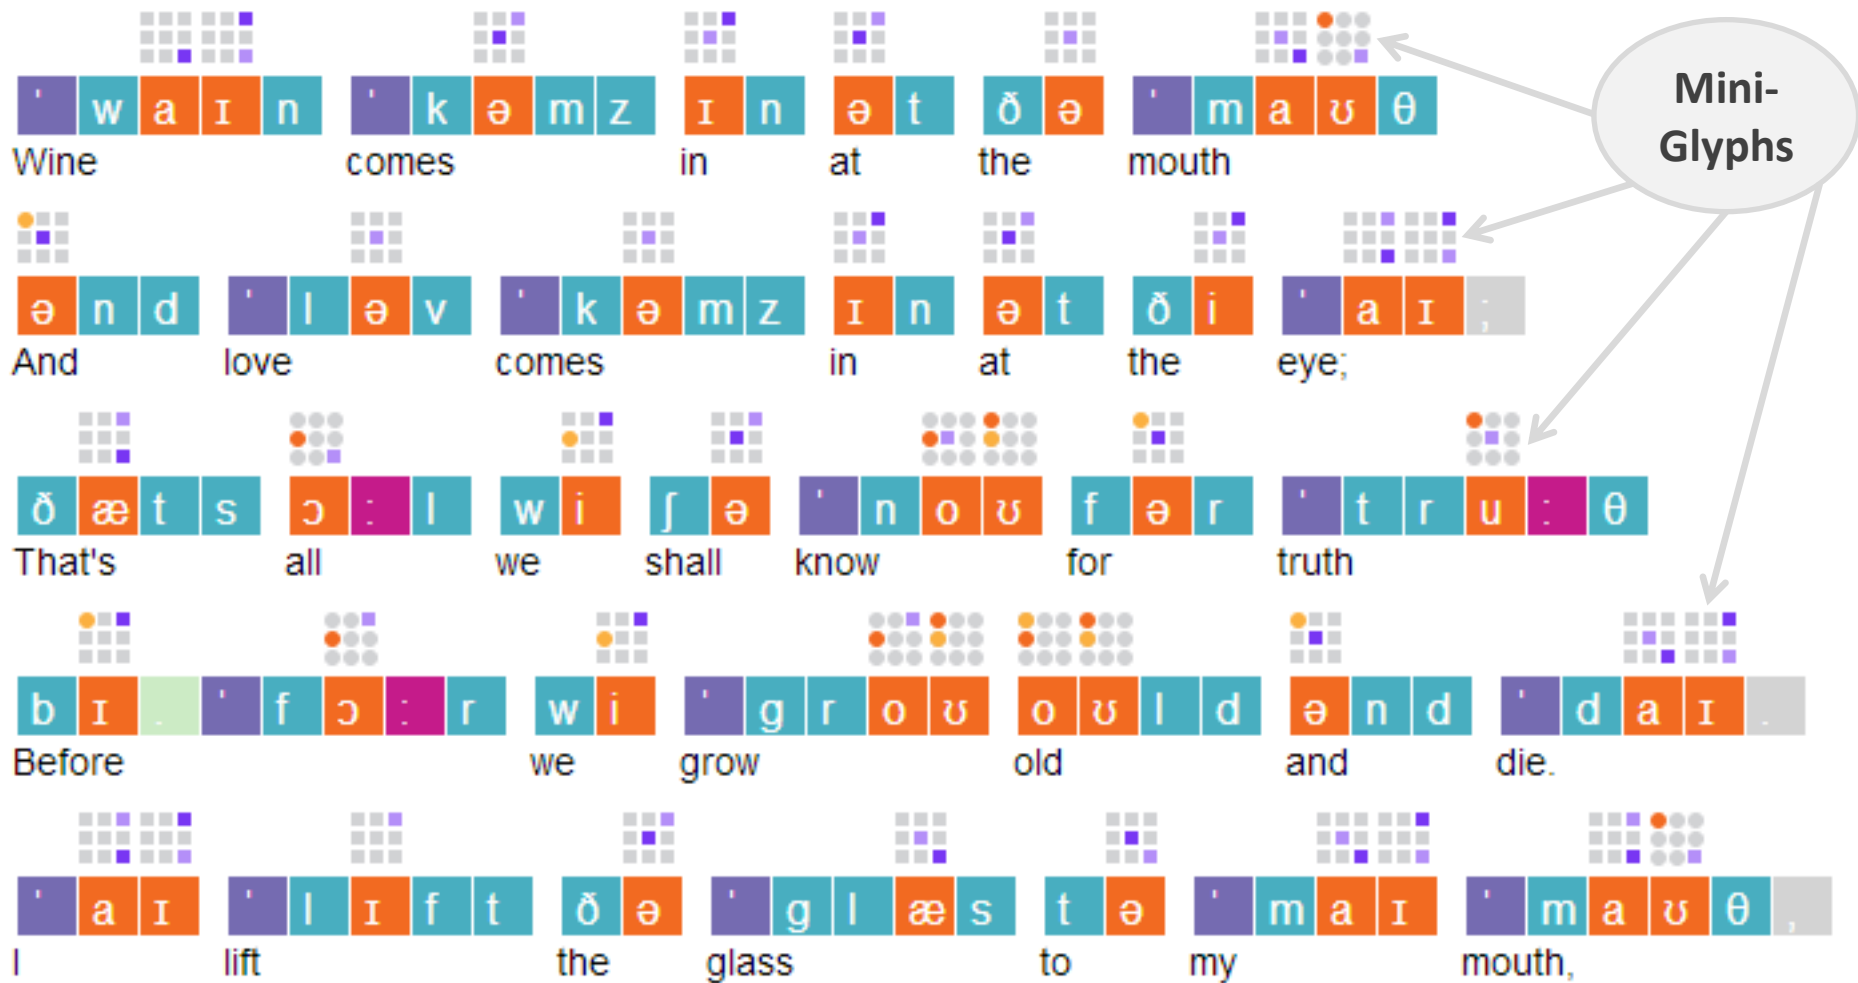 ˈ w a ɪ n ˈ k ə m z ɪ n ə t ð ə ˈ m a ʊ θ
Wine comes in at the mouth
Mini-
Glyphs
ə n d ˈ l ə v ˈ k ə m z ɪ n ə t ð i ˈ a ɪ ;
And love comes in at the eye;
ð æ t s ɔ ː l w i ʃ ə ˈ n o ʊ f ə r ˈ t r u ː θ
That's all we shall know for truth
b ɪ . ˈ f ɔ ː r w i ˈ g r o ʊ o ʊ l d ə n d ˈ d a ɪ .
Before we grow old and die.
ˈ a ɪ ˈ l ɪ f t ð ə ˈ g l æ s t ə ˈ m a ɪ ˈ m a ʊ θ ,
I lift the glass to my mouth,